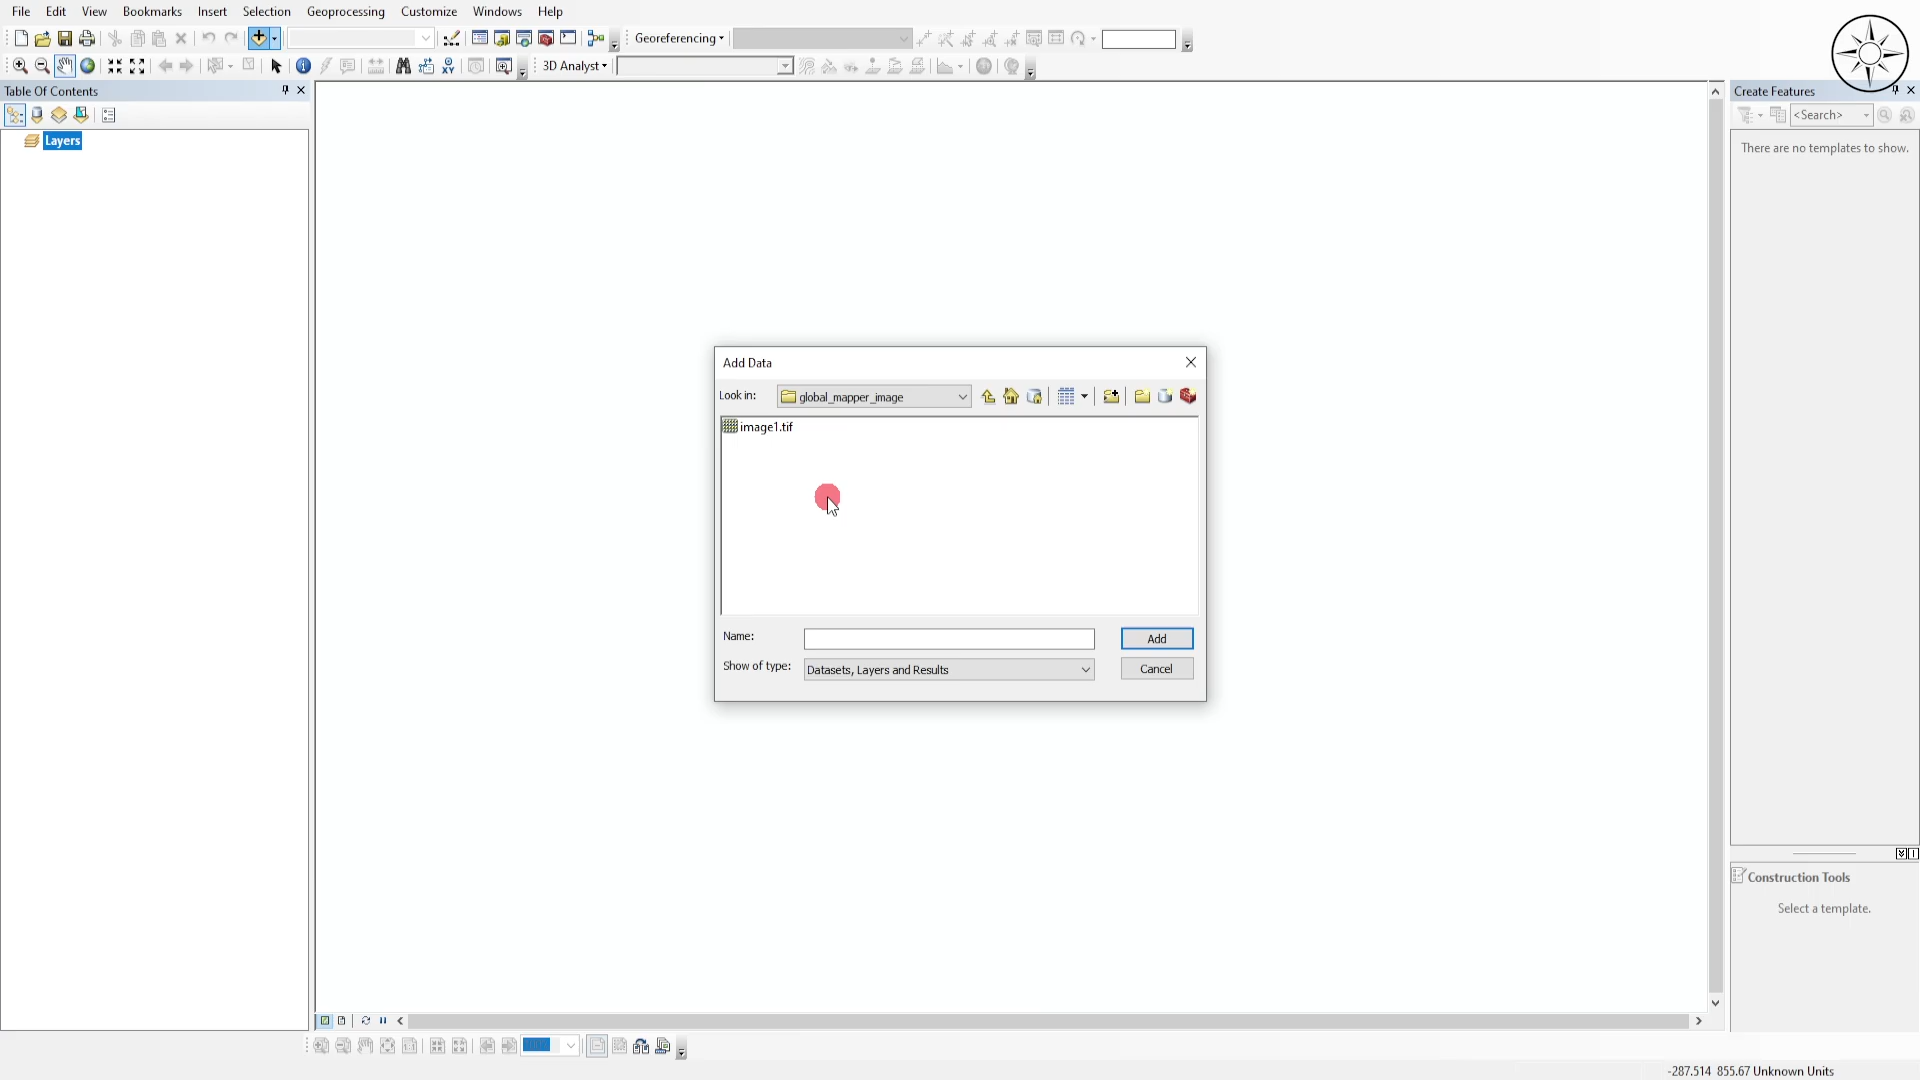 File Edit View Bookmarks Insert Selection Geoprocessing Customize Windows Help
Georeferencing
3D Analyst
Table Of Contents
Create Features
<Search>
Layers
There are no templates to show.
Add Data
Look in: global_mapper_image
image1.tif
Name: Add
Show of type: Datasets, Layers and Results Cancel
Construction Tools
Select a template.
-287.514 855.67 Unknown Units